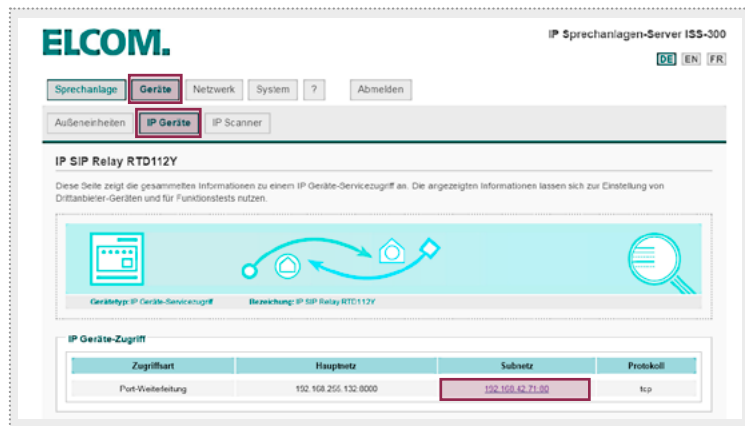 ELCOM.
IP Sprechanlagen-Server ISS-300
DE EN FR
Sprechanlage Geräte Netzwerk System ? Abmelden
Außeneinheiten IP Geräte IP Scanner
IP SIP Relay RTD112Y
Diese Seite zeigt die gesammelten Informationen zu einem IP Geräte-Servicezugriff an. Die angezeigten Informationen lassen sich zur Einstellung von
Drittanbieter-Geräten und für Funktionstests nutzen.
Gerätetyp: IP Geräte-Servicezugriff Bezeichnung: IP SIP Relay RTD112Y
IP Geräte-Zugriff
Zugriffsart Hauptnetz Subnetz Protokoll
Port-Weiterleitung 192.168.255.132:8000 192.168.42.71:80 tcp